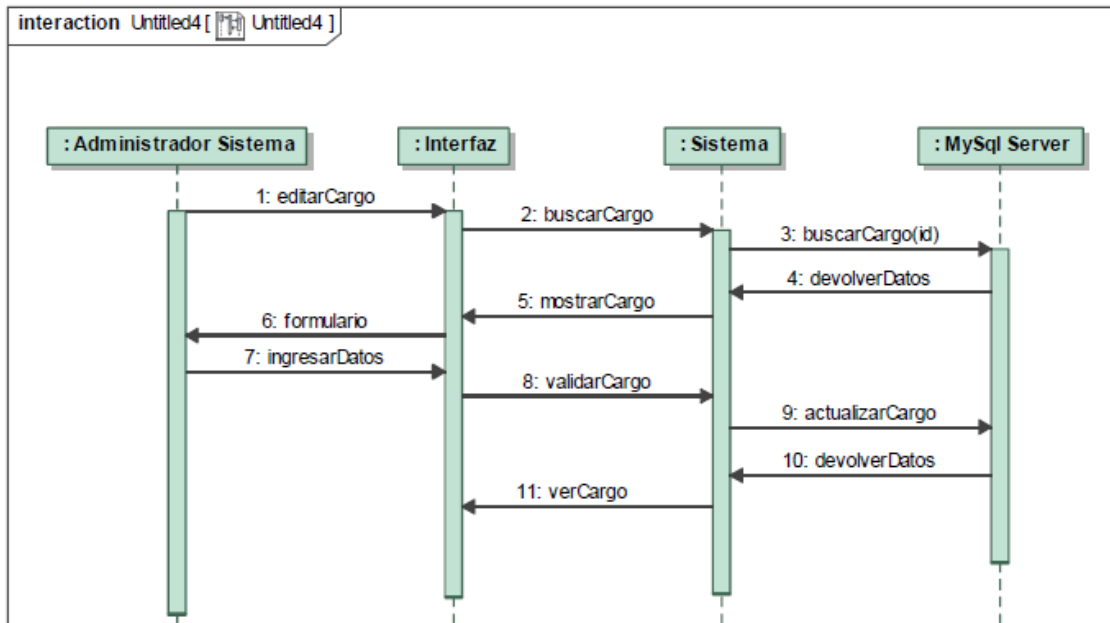 interaction Untitled4 [ Untitled4 ]
: Administrador Sistema
: Interfaz
: Sistema
: MySql Server
1: editarCargo
2: buscarCargo
3: buscarCargo(id)
4: devolverDatos
5: mostrarCargo
6: formulario
7: ingresarDatos
8: validarCargo
9: actualizarCargo
10: devolverDatos
11: verCargo